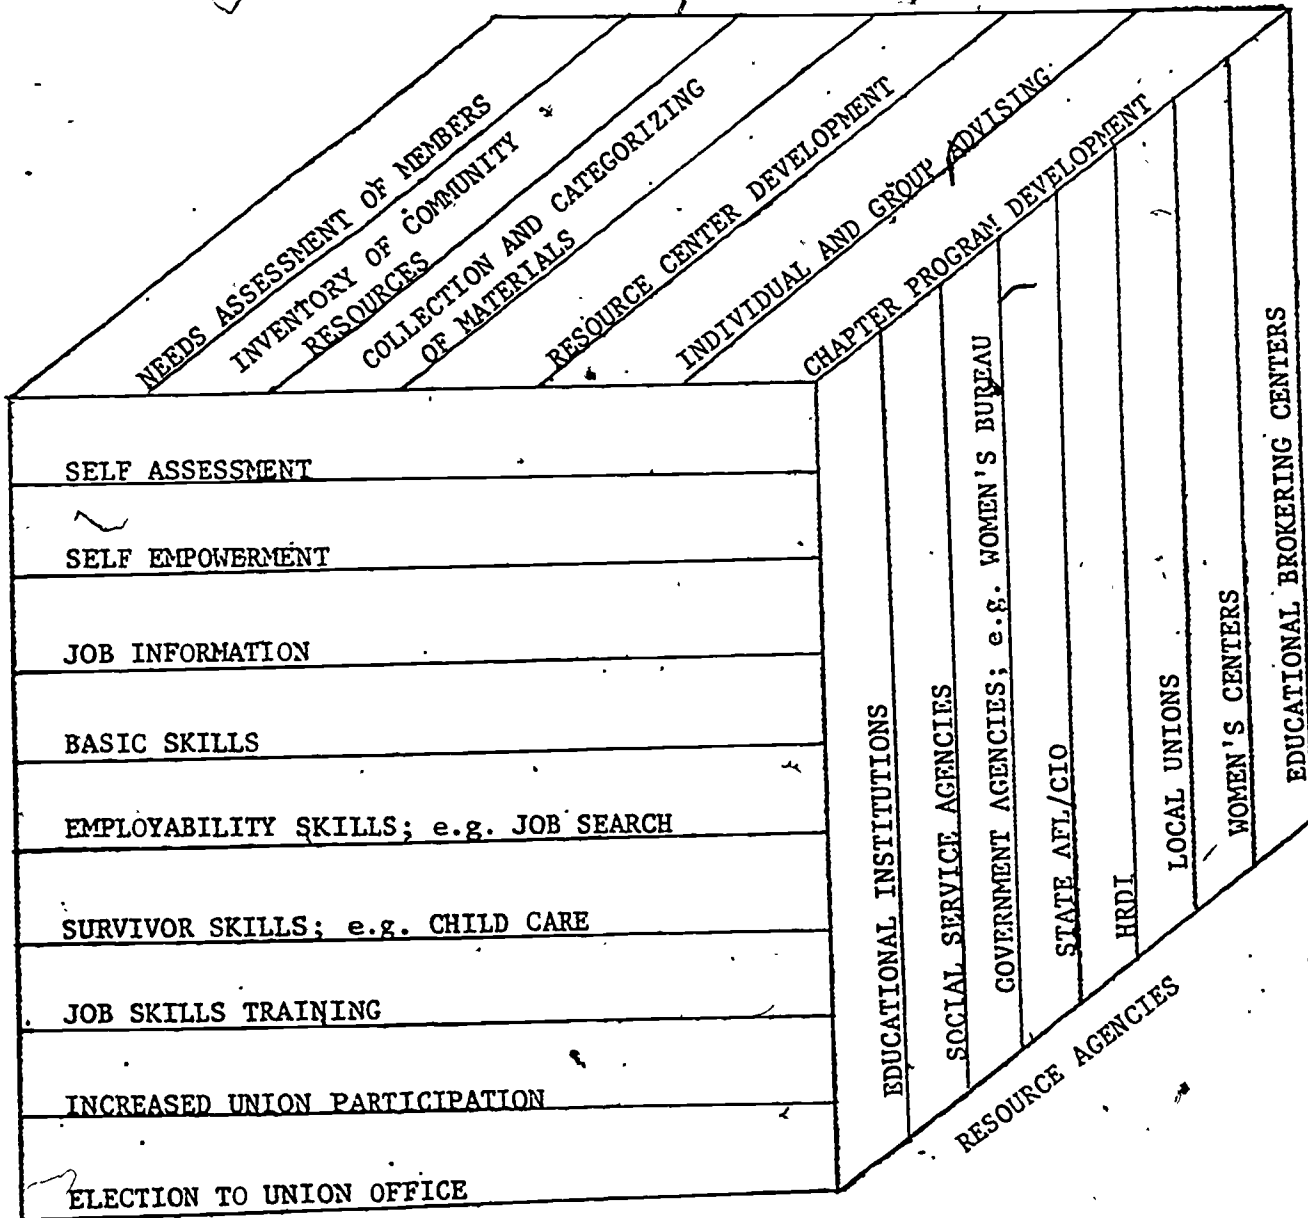 NEEDS ASSESSMENT OF MEMBERS
INVENTORY OF COMMUNITY
RESOURCES
COLLECTION AND CATEGORIZING
OF MATERIALS
RESOURCE CENTER DEVELOPMENT
INDIVIDUAL AND GROUP ADVISING
CHAPTER PROGRAM DEVELOPMENT
SELF ASSESSMENT
SELF EMPOWERMENT
JOB INFORMATION
BASIC SKILLS
EMPLOYABILITY SKILLS; e.g. JOB SEARCH
SURVIVOR SKILLS; e.g. CHILD CARE
JOB SKILLS TRAINING
INCREASED UNION PARTICIPATION
ELECTION TO UNION OFFICE
EDUCATIONAL INSTITUTIONS
SOCIAL SERVICE AGENCIES
GOVERNMENT AGENCIES; e.g. WOMEN'S BUREAU
STATE AFL/CIO
HRDI
LOCAL UNIONS
WOMEN'S CENTERS
EDUCATIONAL BROKERING CENTERS
RESOURCE AGENCIES